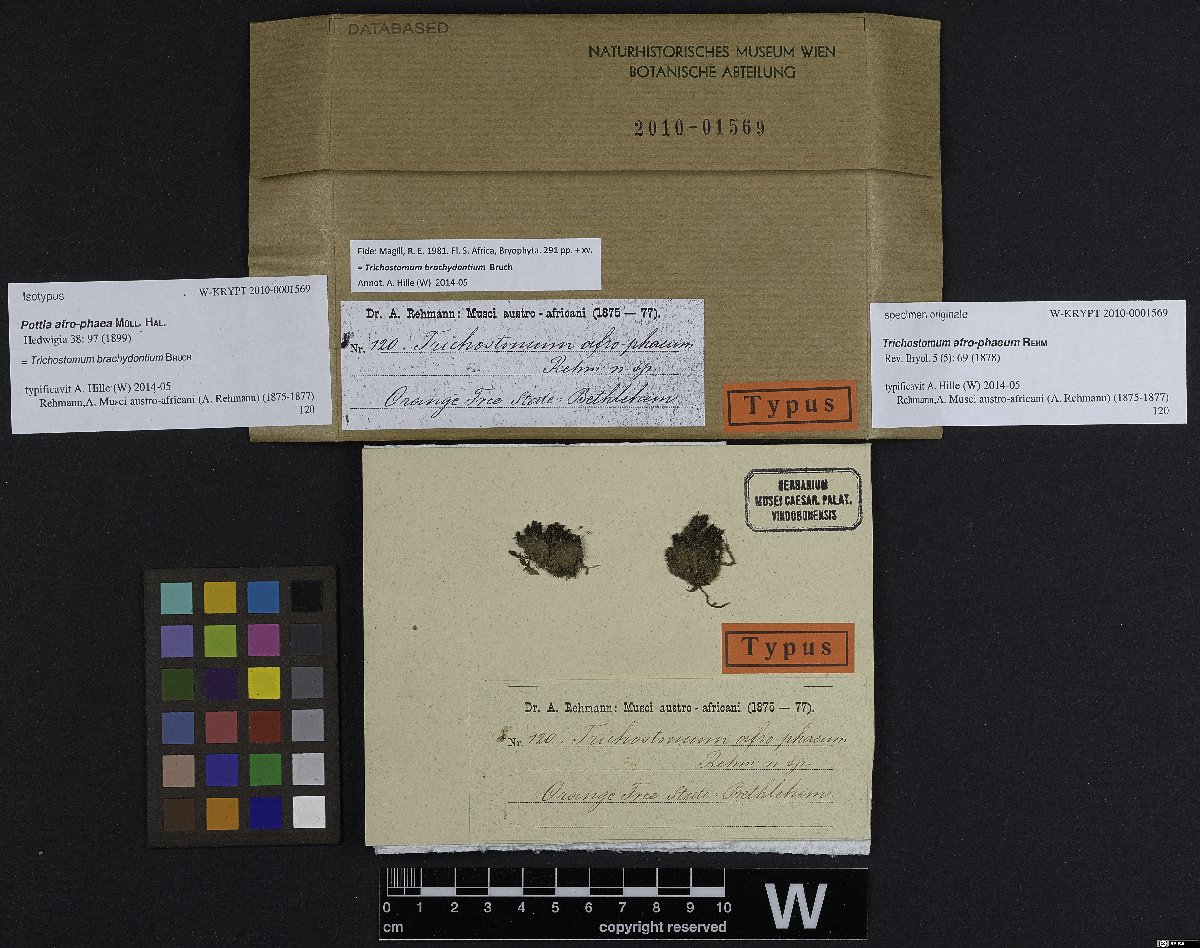 DATABASED
NATURHISTORISCHES MUSEUM WIEN
BOTANISCHE ABTEILUNG
2010-01569
Fide: Magill, R. E. 1981. Fl. S. Africa, Bryophyta. 291 pp. + xv.
= Trichostomum brachydontium Bruch
Annot. A. Hille (W) 2014-05
Isotypus
W-KRYPT 2010-0001569
Pottia afro-phaea MÜLL. HAL.
Hedwigia 38: 97 (1899)
= Trichostomum brachydontium BRUCH
typificavit A. Hille (W) 2014-05
Rehmann,A. Musci austro-africani (A. Rehmann) (1875-1877)
120
Dr. A. Rehmann: Musci austro-africani (1875 — 77).
Nr. 120. Trichostomum afro-phaeum
Rehm n sp.
Orange Free State: Bethlehem
Typus
specimen originale
W-KRYPT 2010-0001569
Trichostomum afro-phaeum REHM
Rev. Bryol. 5 (5): 69 (1878)
typificavit A. Hille (W) 2014-05
Rehmann,A. Musci austro-africani (A. Rehmann) (1875-1877)
120
HERBARIUM
MUSEI CAESAR. PALAT.
VINDOBONENSIS
Typus
Dr. A. Rehmann: Musci austro-africani (1875 — 77).
Nr. 120. Trichostomum afro phaeum
Rehm n sp.
Orange Free State: Bethlehem
0 1 2 3 4 5 6 7 8 9 10
cm
copyright reserved
W